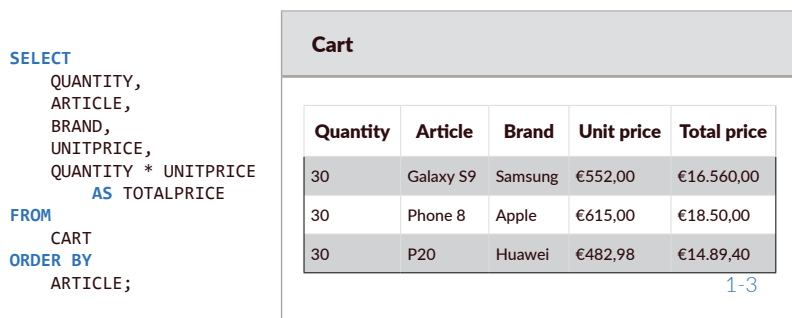 SELECT
QUANTITY,
ARTICLE,
BRAND,
UNITPRICE,
QUANTITY * UNITPRICE
AS TOTALPRICE
FROM
CART
ORDER BY
ARTICLE;
Cart
Quantity Article Brand Unit price Total price
30 Galaxy S9 Samsung €552,00 €16.560,00
30 Phone 8 Apple €615,00 €18.50,00
30 P20 Huawei €482,98 €14.89,40
1-3